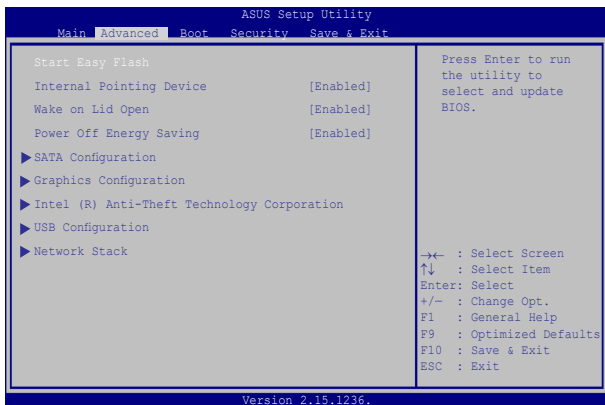 ASUS Setup Utility
Main Advanced Boot Security Save & Exit
Start Easy Flash
Internal Pointing Device [Enabled]
Wake on Lid Open [Enabled]
Power Off Energy Saving [Enabled]
SATA Configuration
Graphics Configuration
Intel (R) Anti-Theft Technology Corporation
USB Configuration
Network Stack
Press Enter to run
the utility to
select and update
BIOS.
→← : Select Screen
↑↓ : Select Item
Enter: Select
+/— : Change Opt.
F1 : General Help
F9 : Optimized Defaults
F10 : Save & Exit
ESC : Exit
Version 2.15.1236.